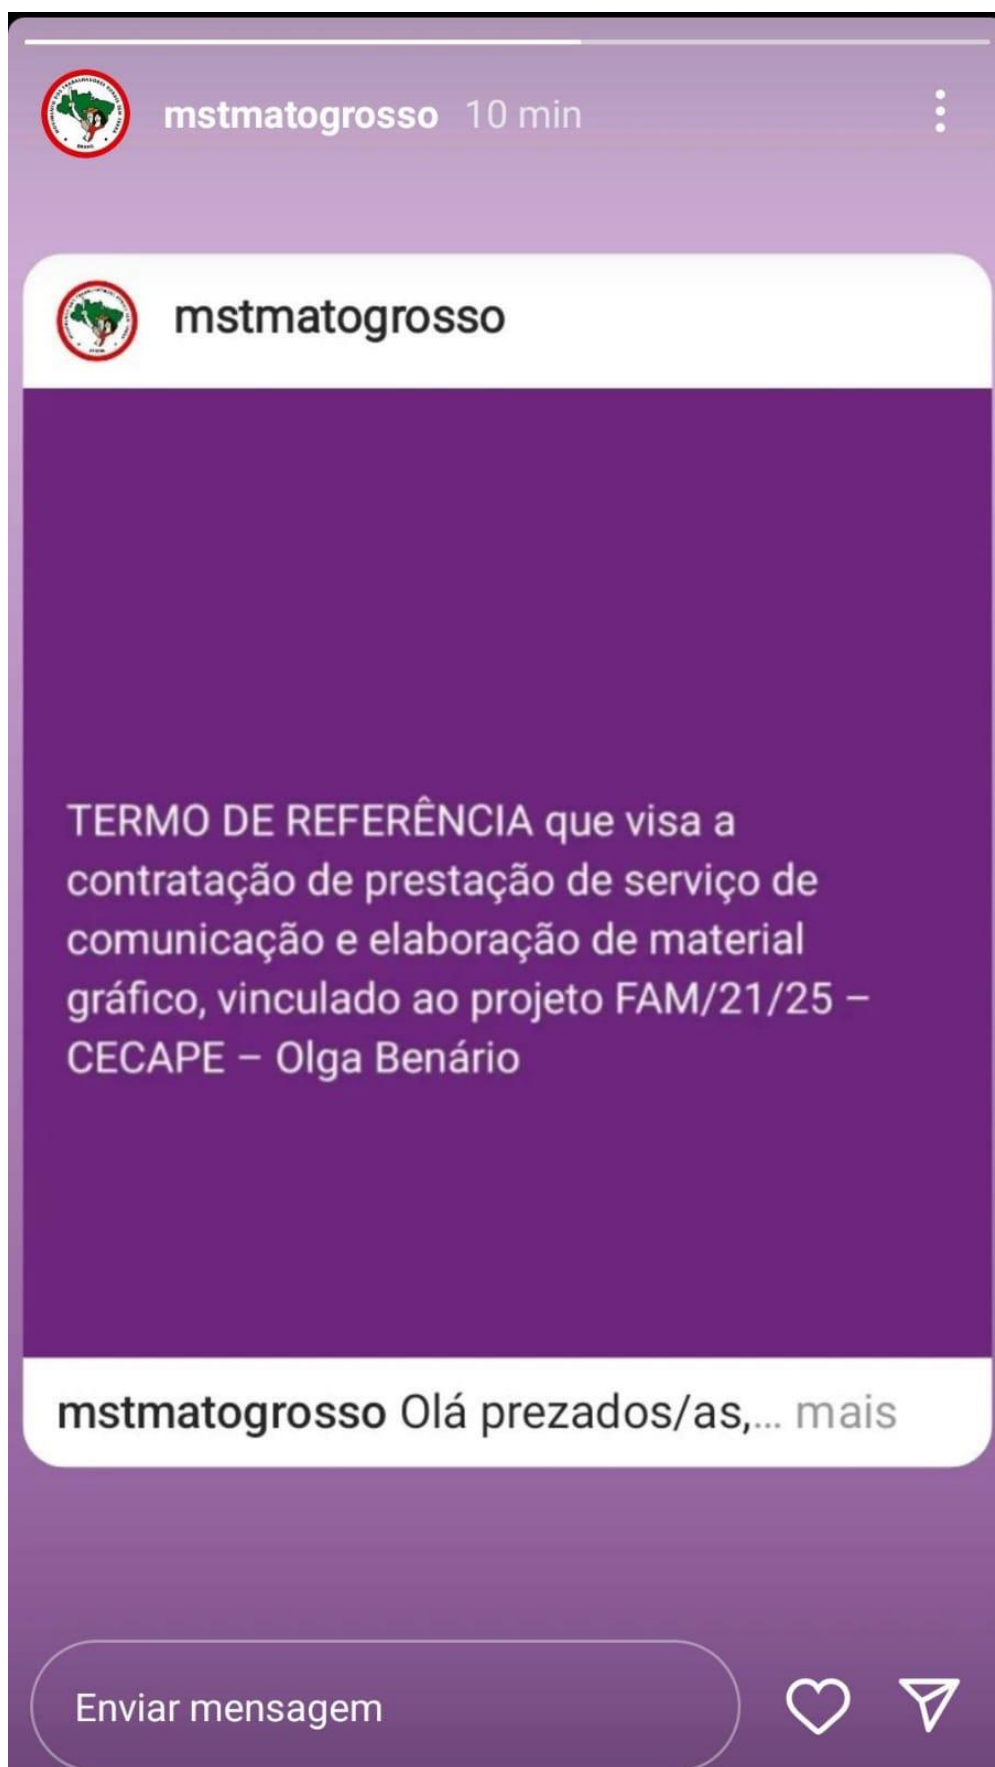 mstmatogrosso 10 min
mstmatogrosso
TERMO DE REFERÊNCIA que visa a
contratação de prestação de serviço de
comunicação e elaboração de material
gráfico, vinculado ao projeto FAM/21/25 –
CECAPE – Olga Benário
mstmatogrosso Olá prezados/as,... mais
Enviar mensagem